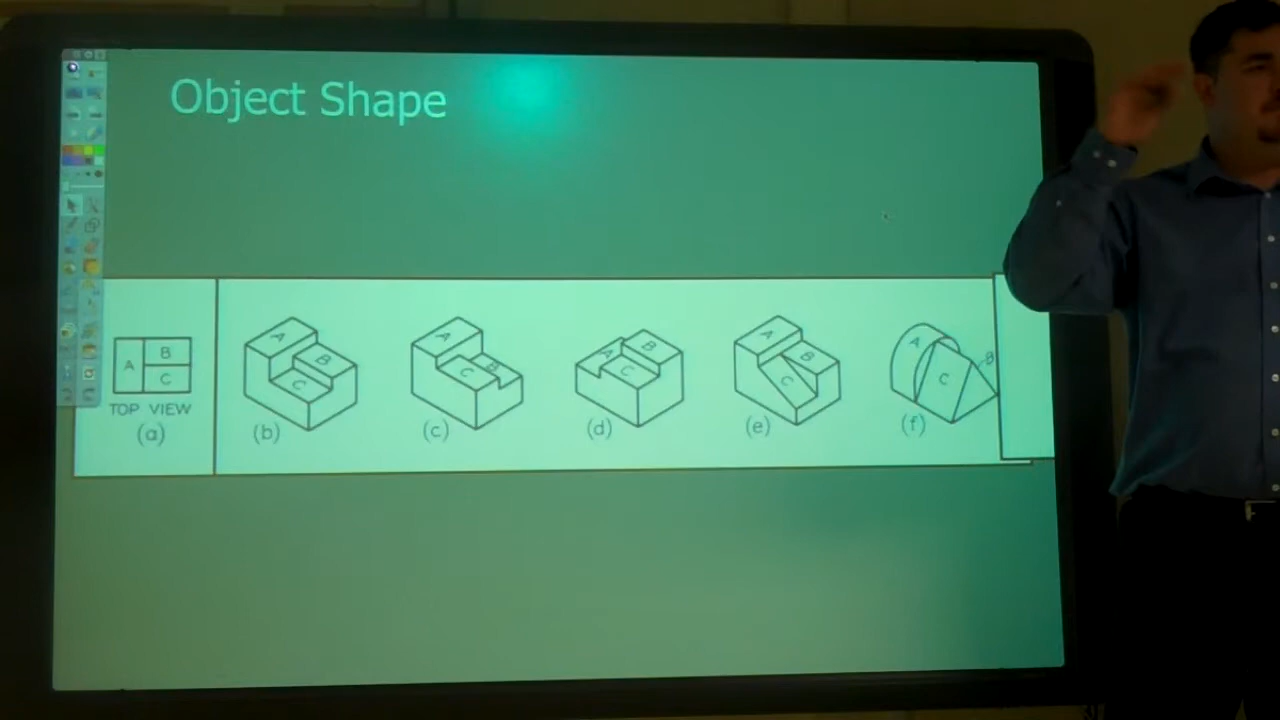 Object Shape
A B C
TOP VIEW
(a)
A B C
(b)
A B C
(c)
A B C
(d)
A B C
(e)
A B C
(f)